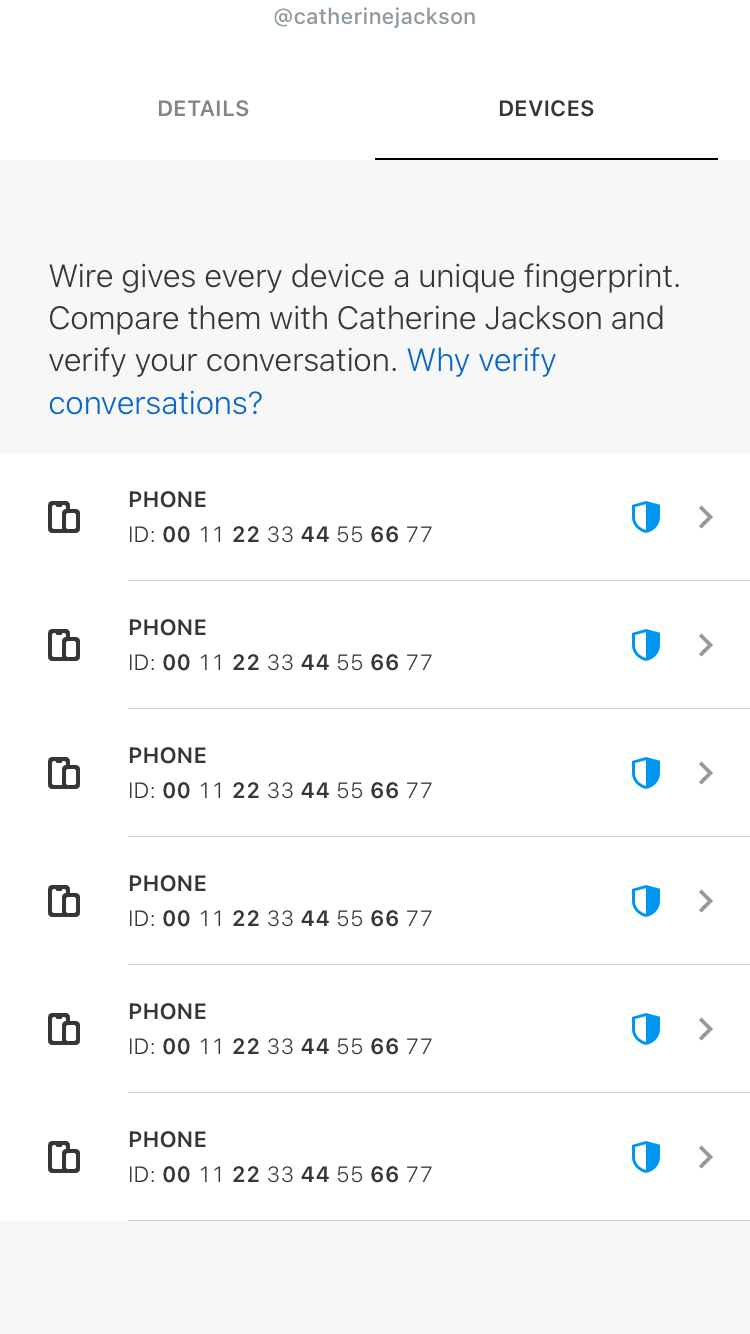 @catherinejackson
DETAILS
DEVICES
Wire gives every device a unique fingerprint.
Compare them with Catherine Jackson and
verify your conversation. Why verify
conversations?
PHONE
ID: 00 11 22 33 44 55 66 77
PHONE
ID: 00 11 22 33 44 55 66 77
PHONE
ID: 00 11 22 33 44 55 66 77
PHONE
ID: 00 11 22 33 44 55 66 77
PHONE
ID: 00 11 22 33 44 55 66 77
PHONE
ID: 00 11 22 33 44 55 66 77